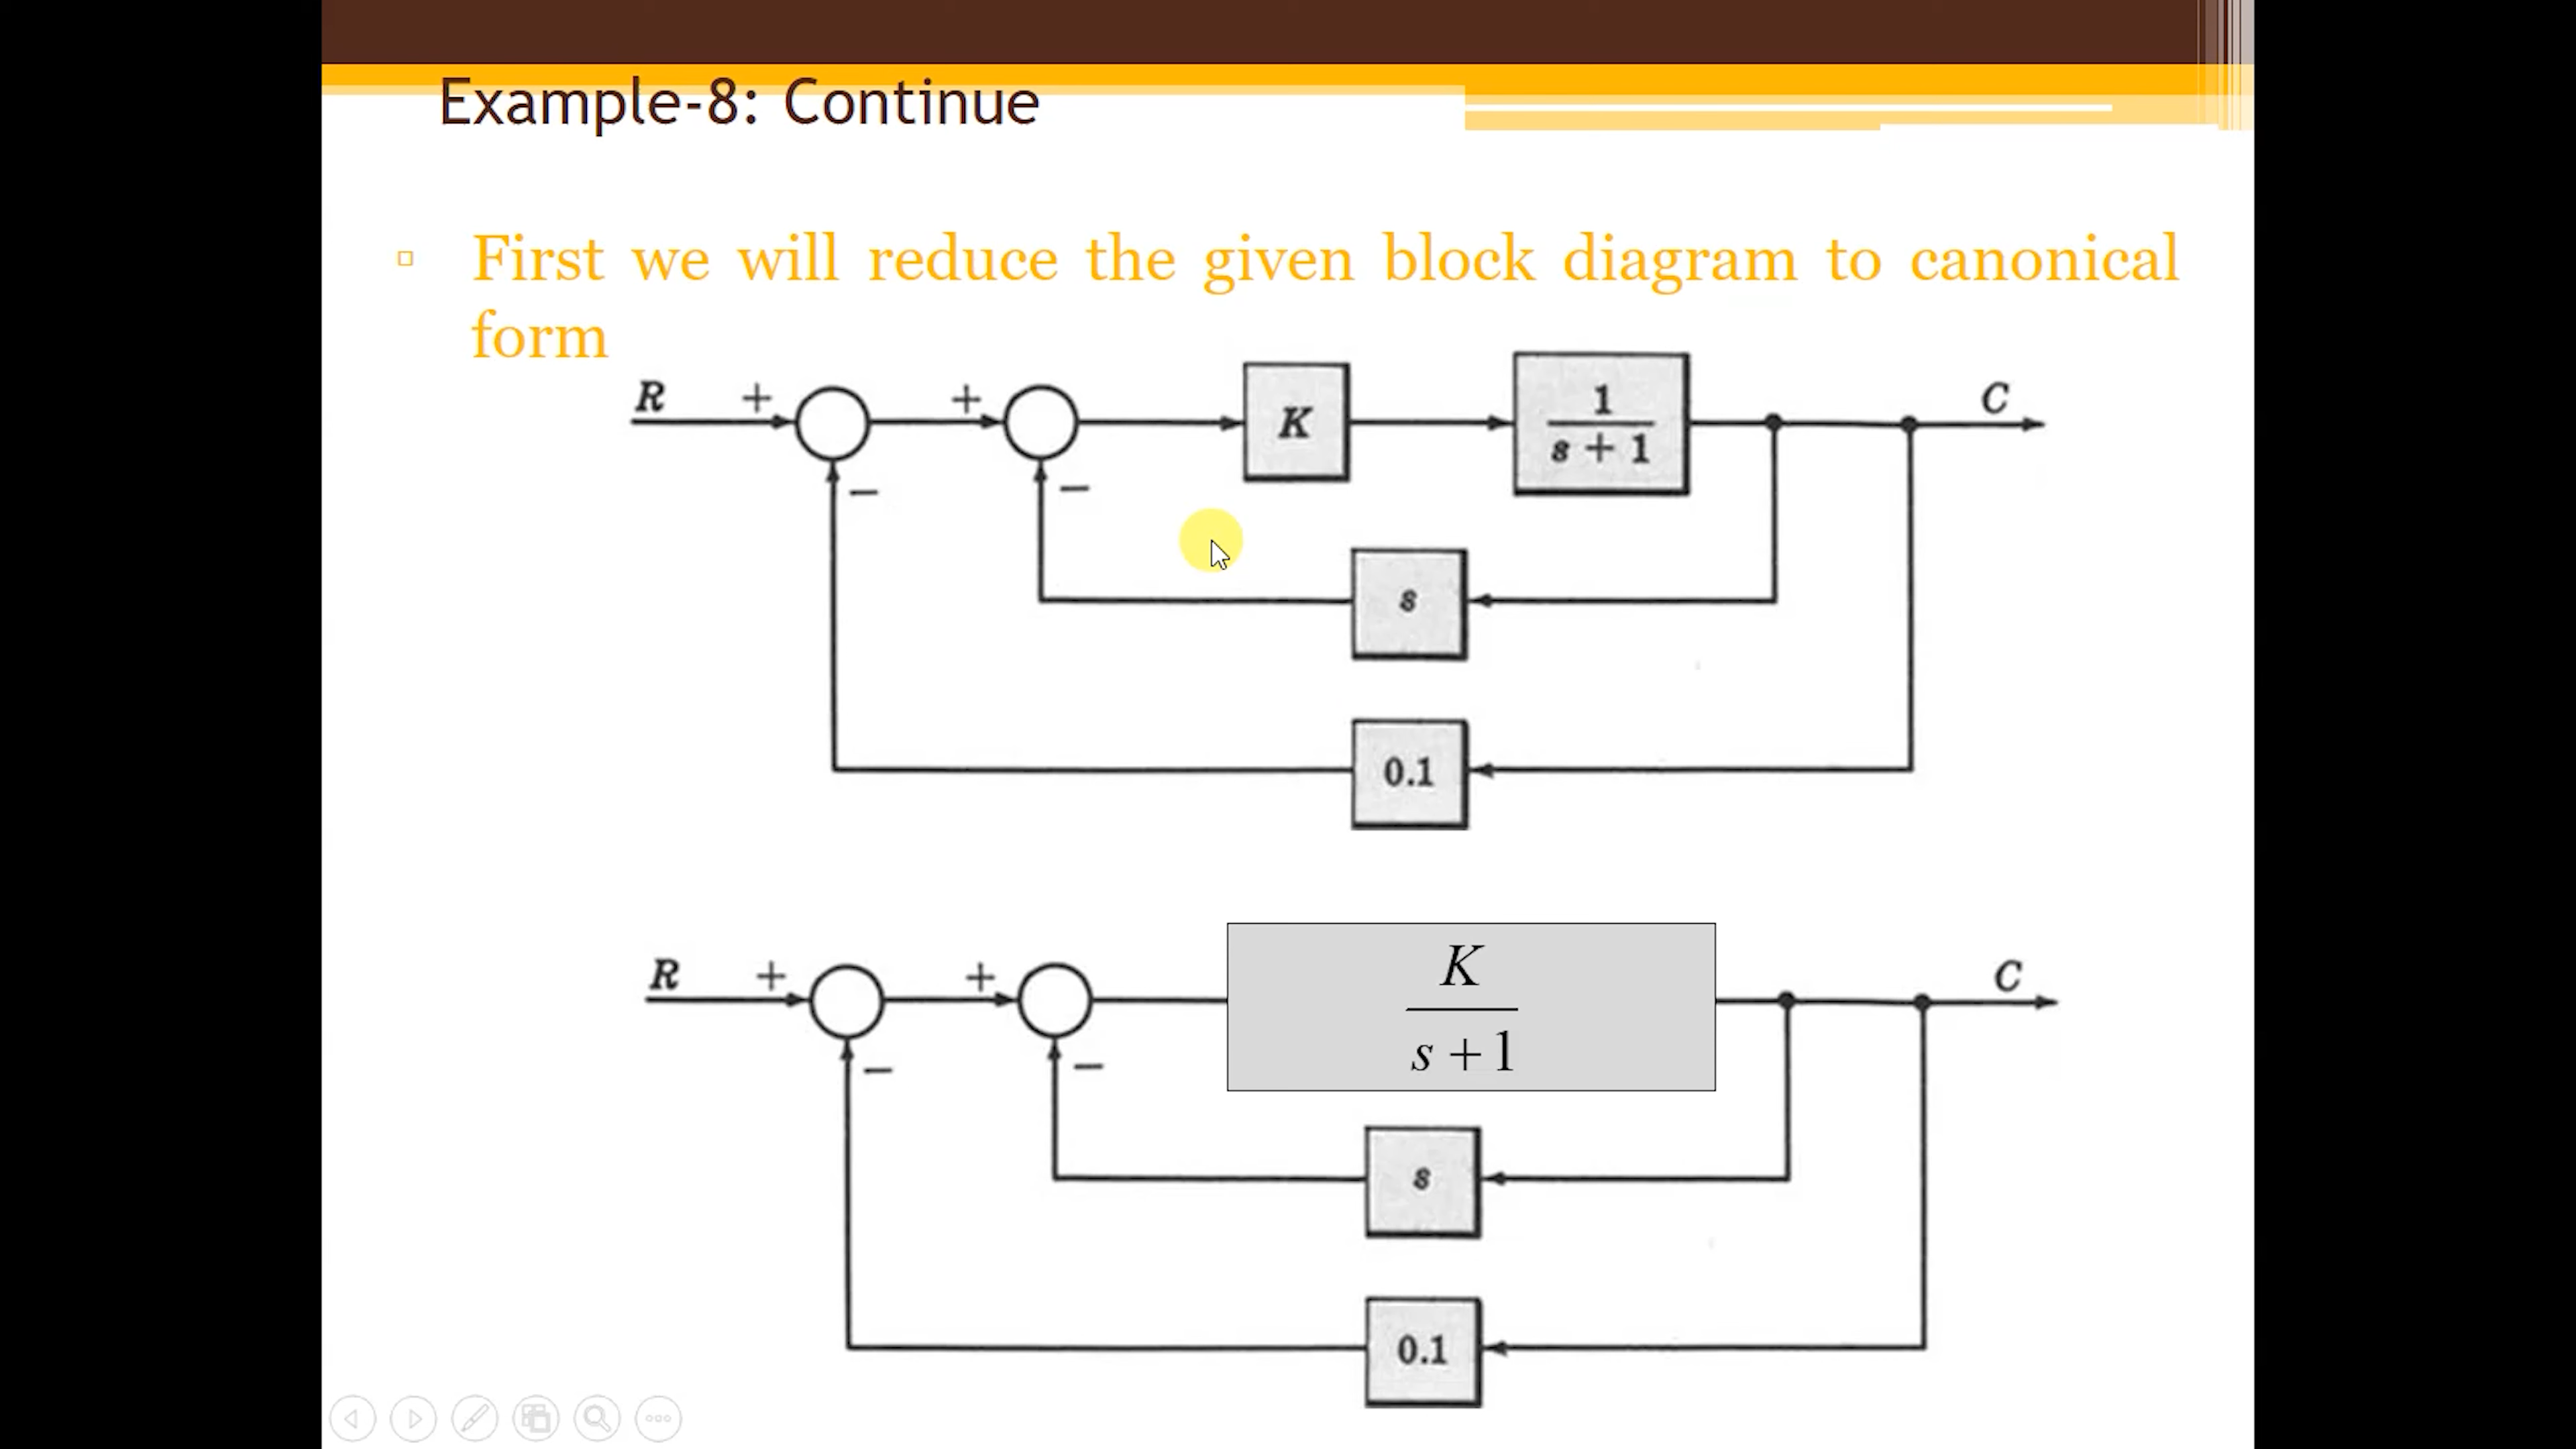 Example-8: Continue
First we will reduce the given block diagram to canonical
form
R + + K 1 C
s + 1
− −
s
0.1
R + + K C
s + 1
− −
s
0.1